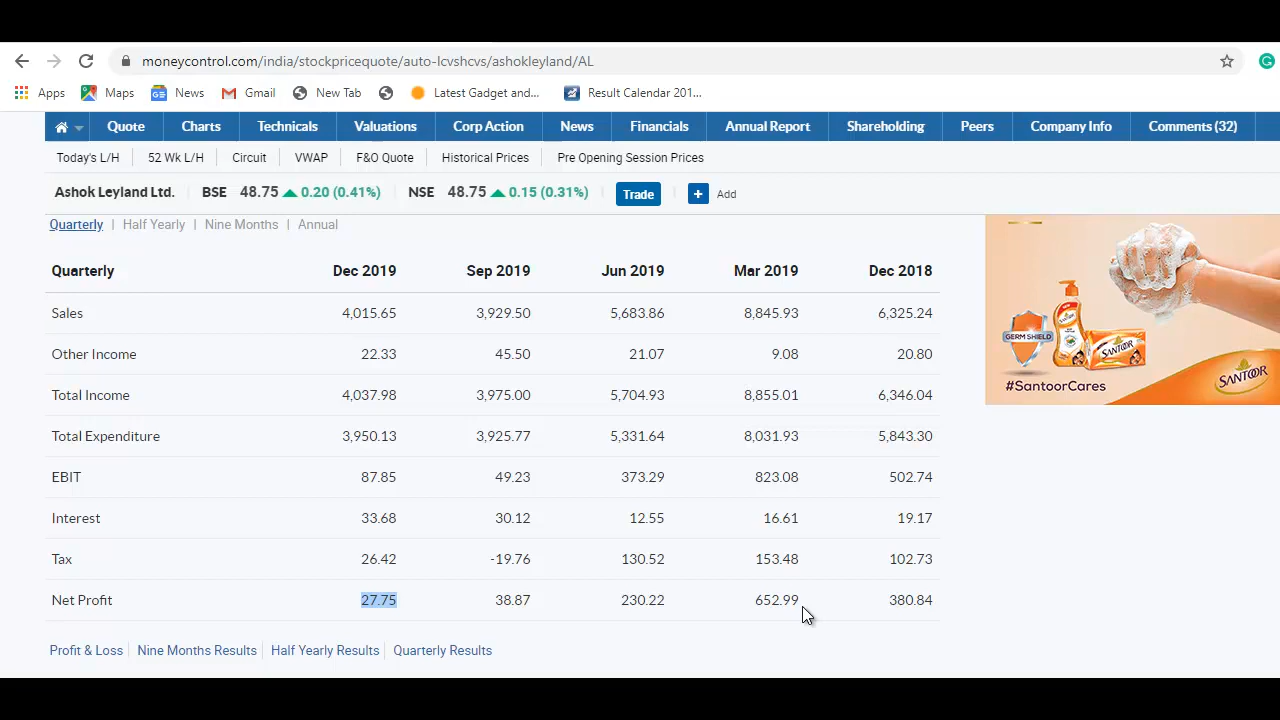 moneycontrol.com/india/stockpricequote/auto-lcvshcvs/ashokleyland/AL
Apps Maps News Gmail New Tab Latest Gadget and... Result Calendar 201...
Quote Charts Technicals Valuations Corp Action News Financials Annual Report Shareholding Peers Company Info Comments (32)
Today's L/H 52 Wk L/H Circuit VWAP F&O Quote Historical Prices Pre Opening Session Prices
Ashok Leyland Ltd. BSE 48.75 0.20 (0.41%) NSE 48.75 0.15 (0.31%) Trade + Add
Quarterly | Half Yearly | Nine Months | Annual
Quarterly Dec 2019 Sep 2019 Jun 2019 Mar 2019 Dec 2018
Sales 4,015.65 3,929.50 5,683.86 8,845.93 6,325.24
Other Income 22.33 45.50 21.07 9.08 20.80
Total Income 4,037.98 3,975.00 5,704.93 8,855.01 6,346.04
Total Expenditure 3,950.13 3,925.77 5,331.64 8,031.93 5,843.30
EBIT 87.85 49.23 373.29 823.08 502.74
Interest 33.68 30.12 12.55 16.61 19.17
Tax 26.42 -19.76 130.52 153.48 102.73
Net Profit 27.75 38.87 230.22 652.99 380.84
Profit & Loss Nine Months Results Half Yearly Results Quarterly Results
GERM SHIELD
SANTOOR
SANTOOR
#SantoorCares